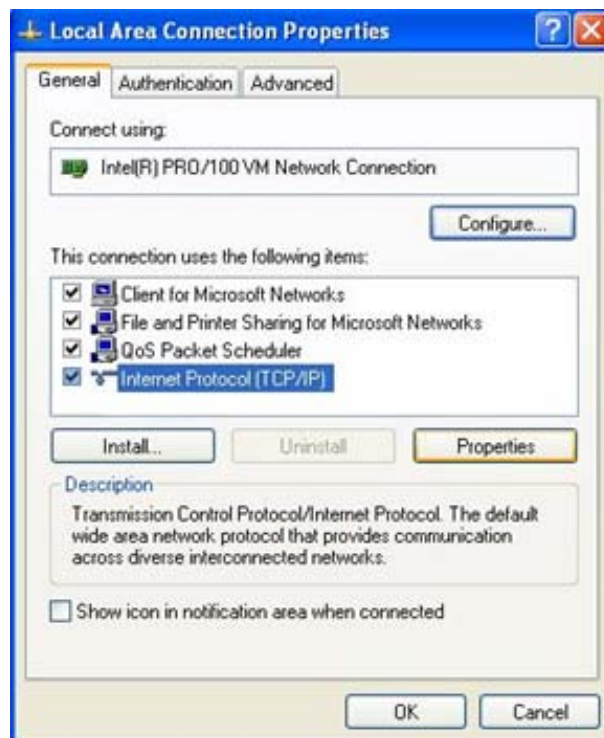 Local Area Connection Properties
General Authentication Advanced
Connect using:
Intel(R) PRO/100 VM Network Connection
Configure...
This connection uses the following items:
Client for Microsoft Networks
File and Printer Sharing for Microsoft Networks
QoS Packet Scheduler
Internet Protocol (TCP/IP)
Install... Uninstall Properties
Description
Transmission Control Protocol/Internet Protocol. The default
wide area network protocol that provides communication
across diverse interconnected networks.
Show icon in notification area when connected
OK Cancel